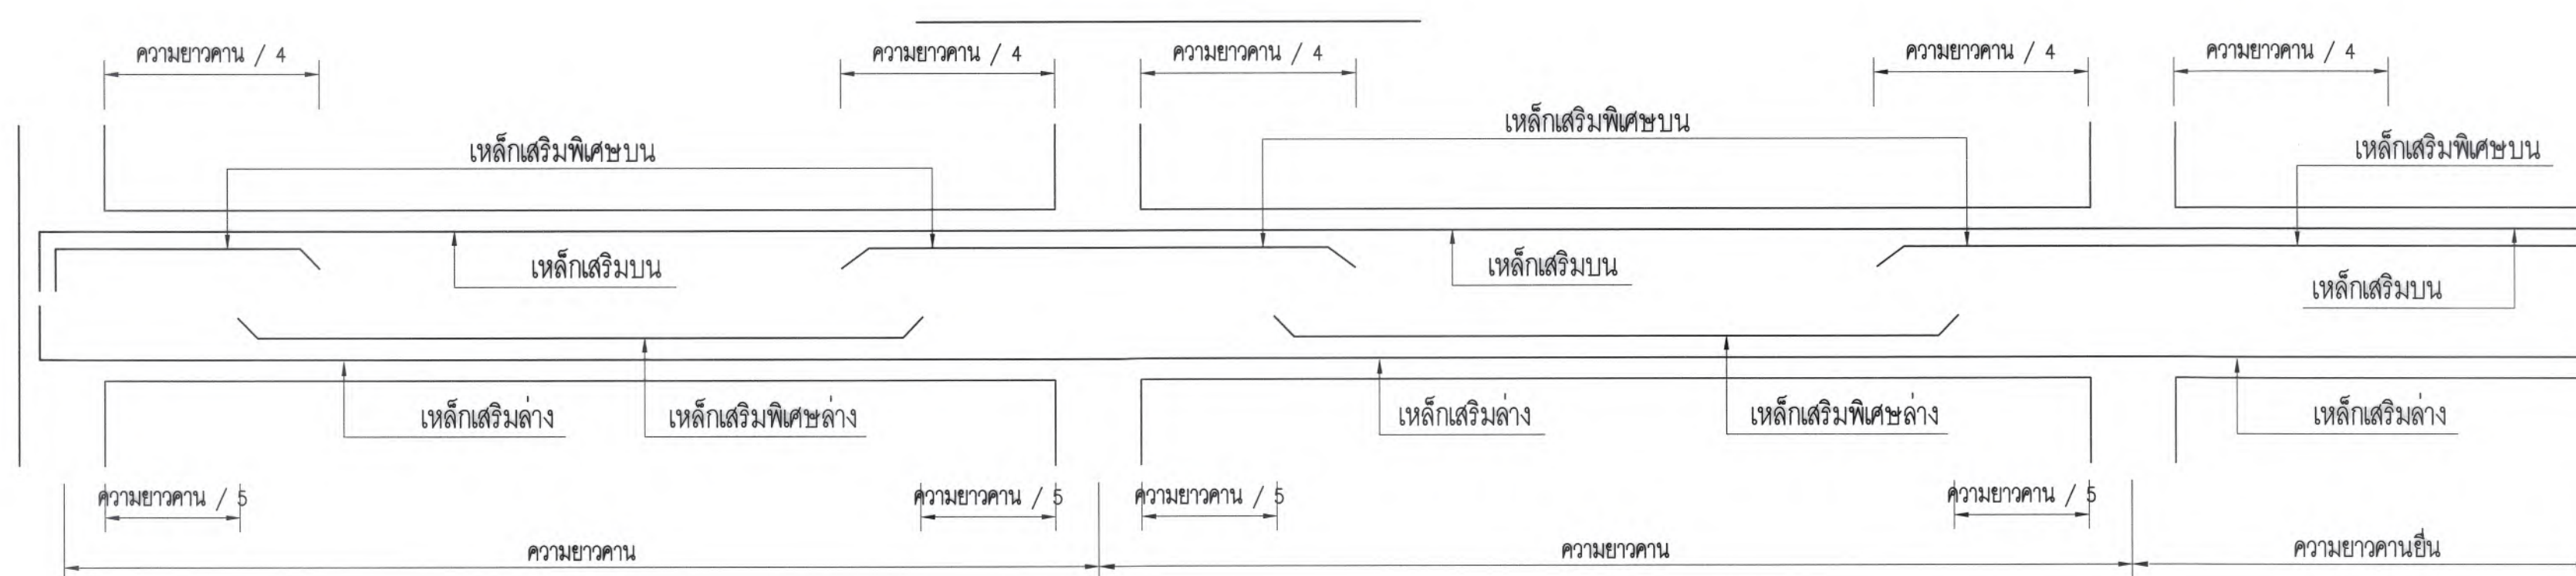 ความยาวคาน / 4
ความยาวคาน / 4
ความยาวคาน / 4
ความยาวคาน / 4
ความยาวคาน / 4
เหล็กเสริมพิเศษบน
เหล็กเสริมพิเศษบน
เหล็กเสริมพิเศษบน
เหล็กเสริมบน
เหล็กเสริมบน
เหล็กเสริมบน
เหล็กเสริมล่าง
เหล็กเสริมพิเศษล่าง
เหล็กเสริมล่าง
เหล็กเสริมพิเศษล่าง
เหล็กเสริมล่าง
ความยาวคาน / 5
ความยาวคาน / 5
ความยาวคาน / 5
ความยาวคาน / 5
ความยาวคาน
ความยาวคาน
ความยาวคานยื่น